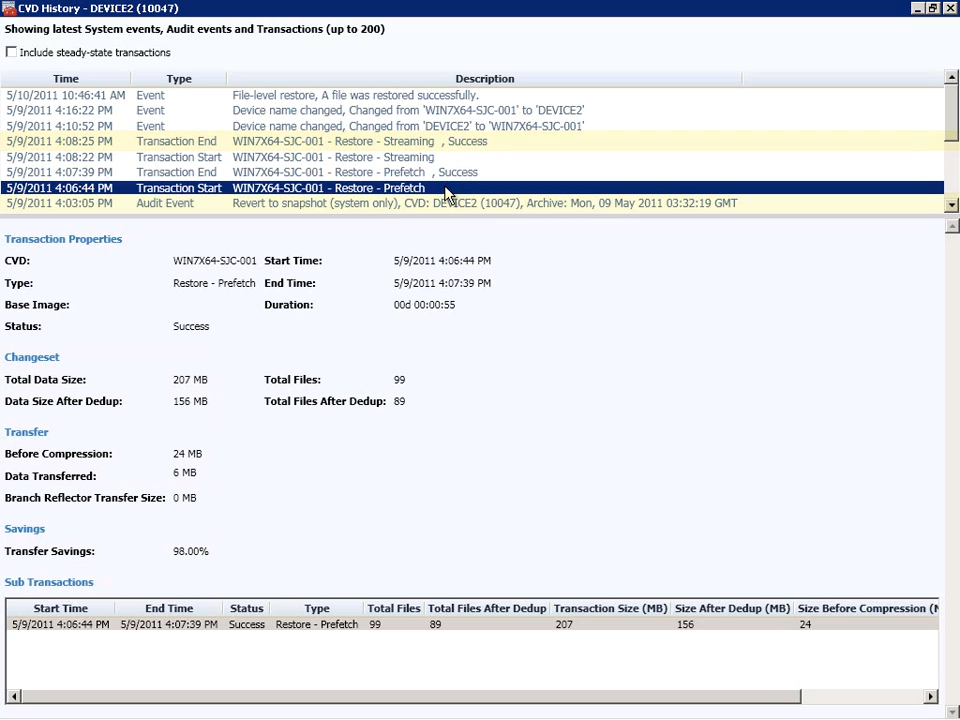 CVD History - DEVICE2 (10047)
Showing latest System events, Audit events and Transactions (up to 200)
Include steady-state transactions
Time Type Description
5/10/2011 10:46:41 AM Event File-level restore, A file was restored successfully.
5/9/2011 4:16:22 PM Event Device name changed, Changed from 'WIN7X64-SJC-001' to 'DEVICE2'
5/9/2011 4:10:52 PM Event Device name changed, Changed from 'DEVICE2' to 'WIN7X64-SJC-001'
5/9/2011 4:08:25 PM Transaction End WIN7X64-SJC-001 - Restore - Streaming , Success
5/9/2011 4:08:22 PM Transaction Start WIN7X64-SJC-001 - Restore - Streaming
5/9/2011 4:07:39 PM Transaction End WIN7X64-SJC-001 - Restore - Prefetch , Success
5/9/2011 4:06:44 PM Transaction Start WIN7X64-SJC-001 - Restore - Prefetch
5/9/2011 4:03:05 PM Audit Event Revert to snapshot (system only), CVD: DEVICE2 (10047), Archive: Mon, 09 May 2011 03:32:19 GMT
Transaction Properties
CVD: WIN7X64-SJC-001 Start Time: 5/9/2011 4:06:44 PM
Type: Restore - Prefetch End Time: 5/9/2011 4:07:39 PM
Base Image: Duration: 00d 00:00:55
Status: Success
Changeset
Total Data Size: 207 MB Total Files: 99
Data Size After Dedup: 156 MB Total Files After Dedup: 89
Transfer
Before Compression: 24 MB
Data Transferred: 6 MB
Branch Reflector Transfer Size: 0 MB
Savings
Transfer Savings: 98.00%
Sub Transactions
Start Time End Time Status Type Total Files Total Files After Dedup Transaction Size (MB) Size After Dedup (MB) Size Before Compression (
5/9/2011 4:06:44 PM 5/9/2011 4:07:39 PM Success Restore - Prefetch 99 89 207 156 24